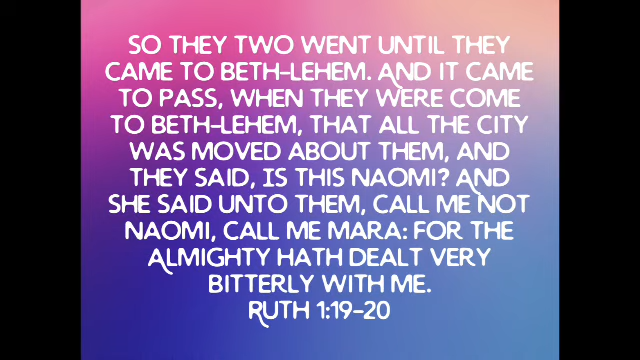 SO THEY TWO WENT UNTIL THEY
CAME TO BETH-LEHEM. AND IT CAME
TO PASS, WHEN THEY WERE COME
TO BETH-LEHEM, THAT ALL THE CITY
WAS MOVED ABOUT THEM, AND
THEY SAID, IS THIS NAOMI? AND
SHE SAID UNTO THEM, CALL ME NOT
NAOMI, CALL ME MARA: FOR THE
ALMIGHTY HATH DEALT VERY
BITTERLY WITH ME.
RUTH 1:19-20